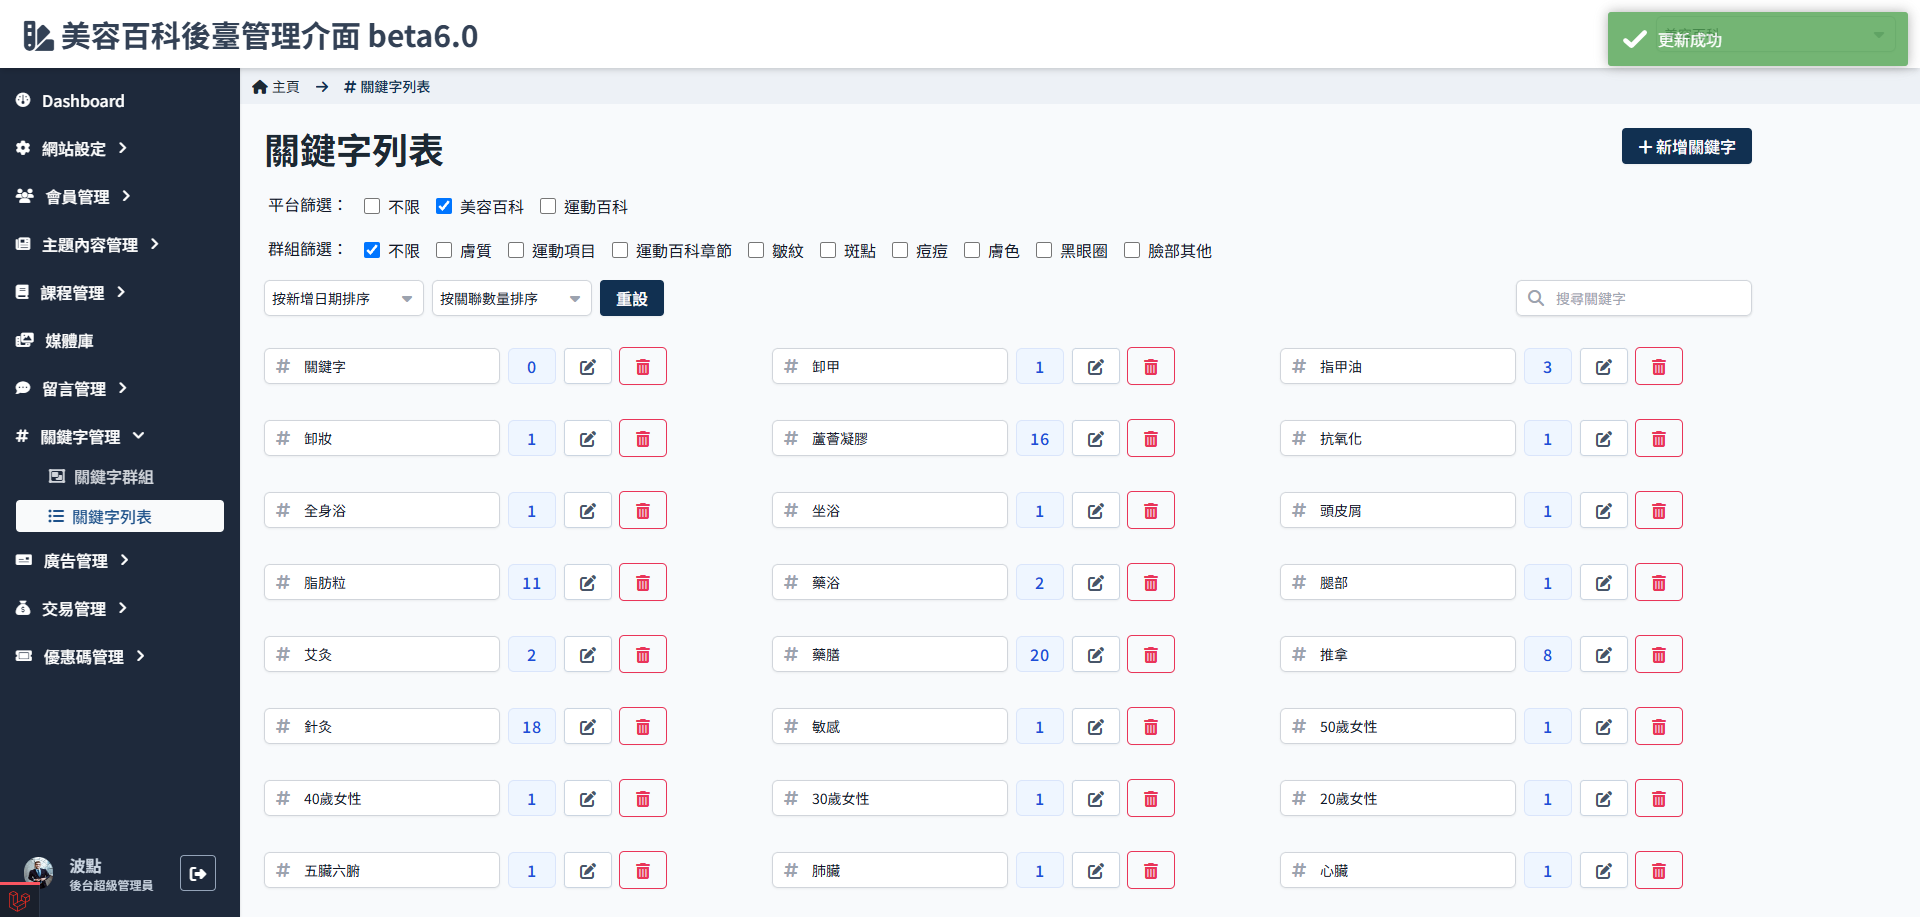 美容百科後臺管理介面 beta6.0
更新成功
Dashboard
網站設定
會員管理
主題內容管理
課程管理
媒體庫
留言管理
關鍵字管理
關鍵字群組
關鍵字列表
廣告管理
交易管理
優惠碼管理
波點
後台超級管理員
主頁 → # 關鍵字列表
關鍵字列表
+新增關鍵字
平台篩選： 不限 美容百科 運動百科
群組篩選： 不限 膚質 運動項目 運動百科章節 皺紋 斑點 痘痘 膚色 黑眼圈 臉部其他
按新增日期排序 按關聯數量排序 重設 搜尋關鍵字
# 關鍵字 0 # 卸甲 1 # 指甲油 3
# 卸妝 1 # 蘆薈凝膠 16 # 抗氧化 1
# 全身浴 1 # 坐浴 1 # 頭皮屑 1
# 脂肪粒 11 # 藥浴 2 # 腿部 1
# 艾灸 2 # 藥膳 20 # 推拿 8
# 針灸 18 # 敏感 1 # 50歲女性 1
# 40歲女性 1 # 30歲女性 1 # 20歲女性 1
# 五臟六腑 1 # 肺臟 1 # 心臟 1